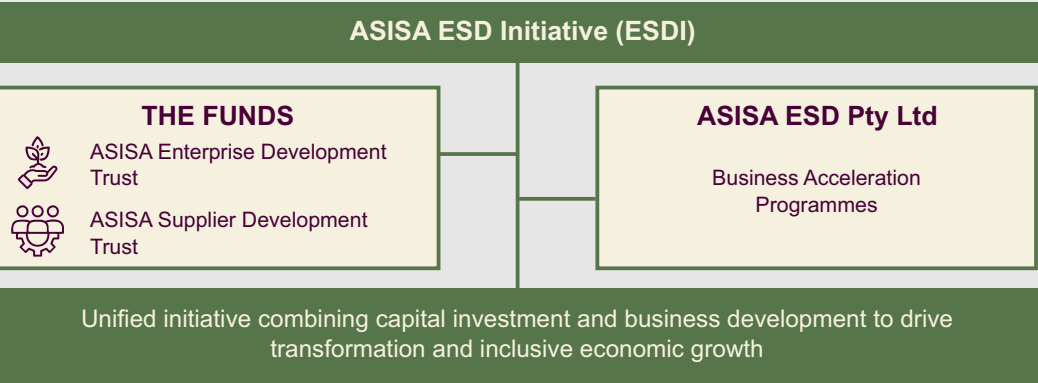 ASISA ESD Initiative (ESDI)
THE FUNDS
ASISA Enterprise Development
Trust
ASISA Supplier Development
Trust
ASISA ESD Pty Ltd
Business Acceleration
Programmes
Unified initiative combining capital investment and business development to drive
transformation and inclusive economic growth